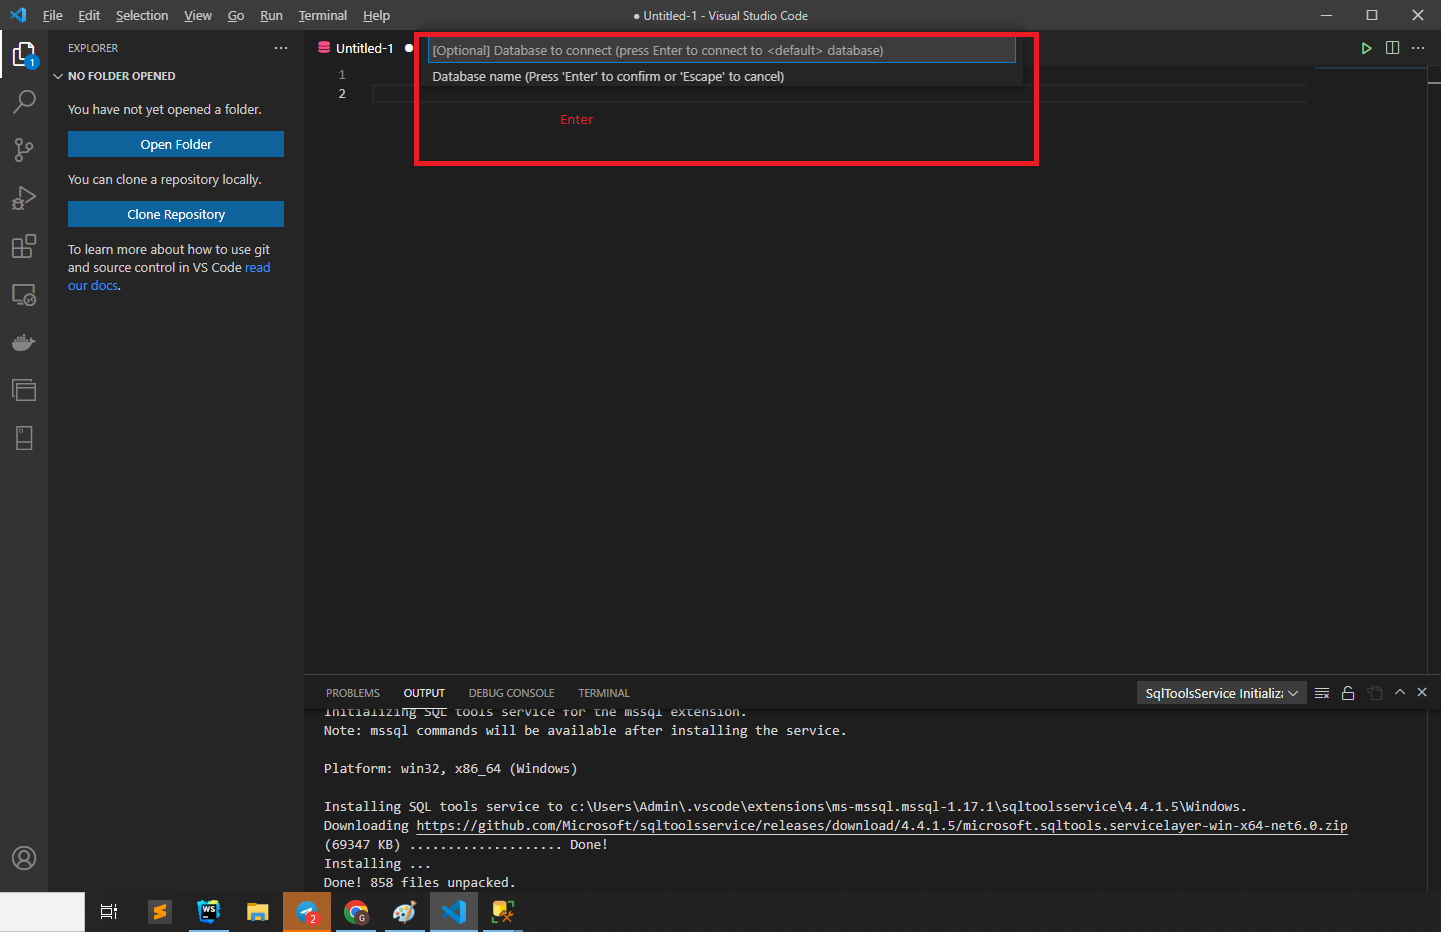 File Edit Selection View Go Run Terminal Help
● Untitled-1 - Visual Studio Code
EXPLORER
1
NO FOLDER OPENED
You have not yet opened a folder.
Open Folder
You can clone a repository locally.
Clone Repository
To learn more about how to use git
and source control in VS Code read
our docs.
Untitled-1
[Optional] Database to connect (press Enter to connect to <default> database)
Database name (Press 'Enter' to confirm or 'Escape' to cancel)
1
2
Enter
PROBLEMS OUTPUT DEBUG CONSOLE TERMINAL
SqlToolsService Initializa
Initializing SQL tools service for the mssql extension.
Note: mssql commands will be available after installing the service.
Platform: win32, x86_64 (Windows)
Installing SQL tools service to c:\Users\Admin\.vscode\extensions\ms-mssql.mssql-1.17.1\sqltoolsservice\4.4.1.5\Windows.
Downloading https://github.com/Microsoft/sqltoolsservice/releases/download/4.4.1.5/microsoft.sqltools.servicelayer-win-x64-net6.0.zip
(69347 KB) .................... Done!
Installing ...
Done! 858 files unpacked.
WS
2
G